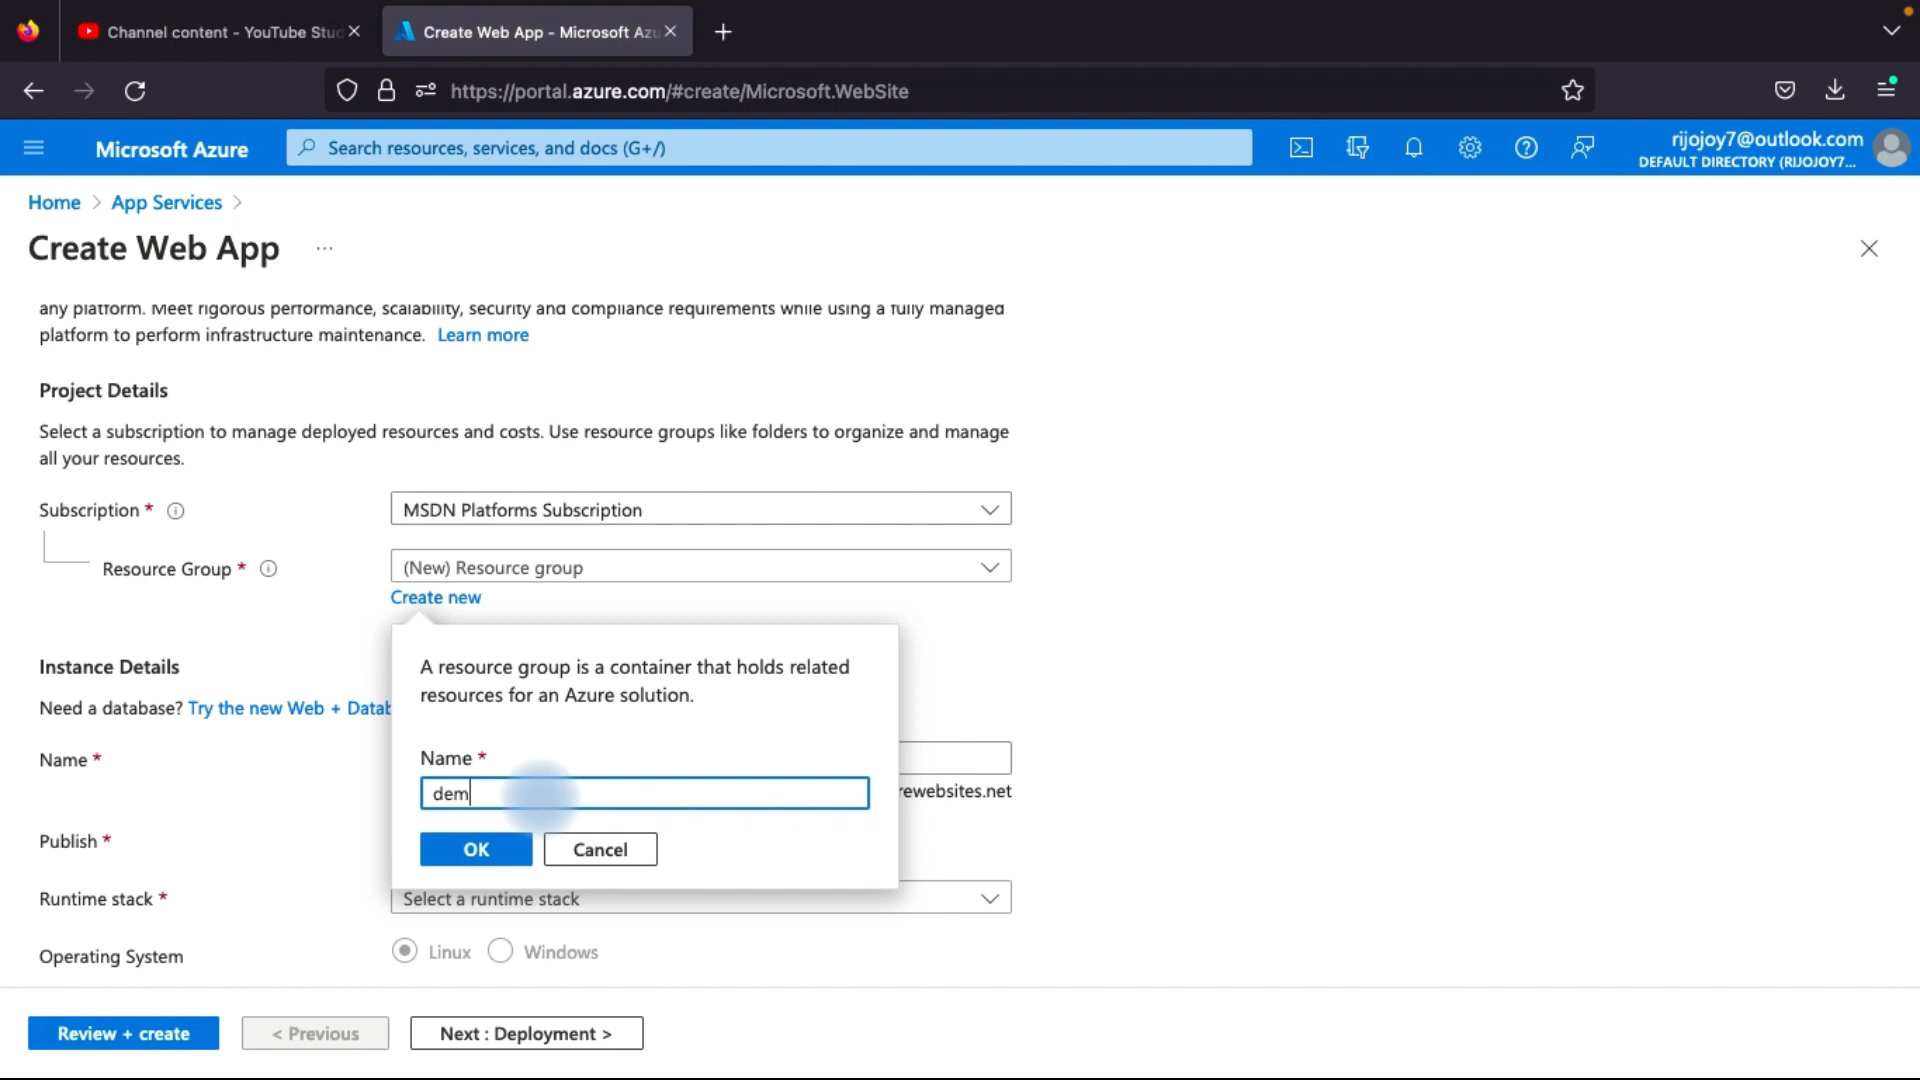 Channel content - YouTube Stud
Create Web App - Microsoft Azu
https://portal.azure.com/#create/Microsoft.WebSite
Microsoft Azure
Search resources, services, and docs (G+/)
rijojoy7@outlook.com
DEFAULT DIRECTORY (RIJOJOY7...
Home > App Services >
Create Web App ...
any platform. Meet rigorous performance, scalability, security and compliance requirements while using a fully managed
platform to perform infrastructure maintenance. Learn more
Project Details
Select a subscription to manage deployed resources and costs. Use resource groups like folders to organize and manage
all your resources.
Subscription *
MSDN Platforms Subscription
Resource Group *
(New) Resource group
Create new
A resource group is a container that holds related
resources for an Azure solution.
Name *
dem
OK
Cancel
Instance Details
Need a database? Try the new Web + Datab
Name *
rewebsites.net
Publish *
Runtime stack *
Select a runtime stack
Operating System
Linux
Windows
Review + create
< Previous
Next : Deployment >